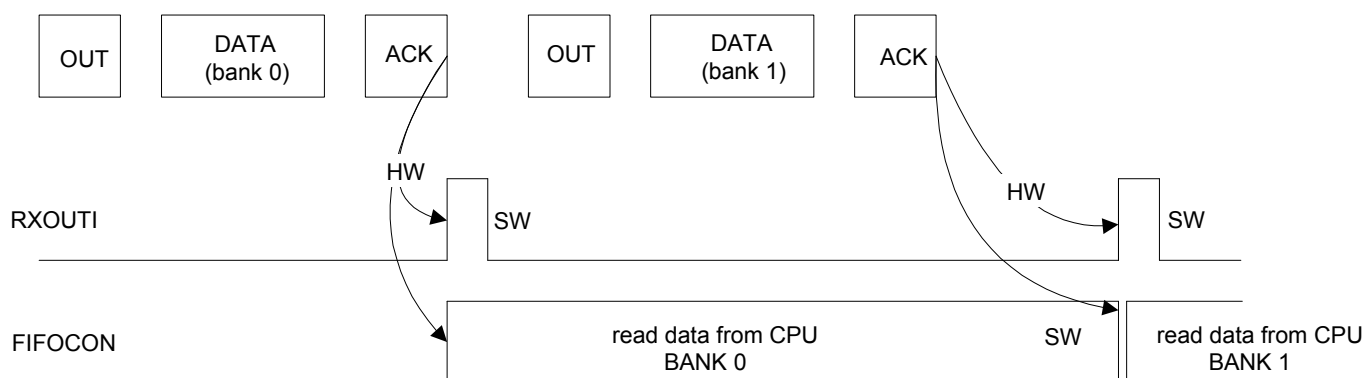 OUT
DATA
(bank 0)
ACK
OUT
DATA
(bank 1)
ACK
HW
HW
RXOUTI
SW
SW
FIFOCON
read data from CPU
BANK 0
SW
read data from CPU
BANK 1